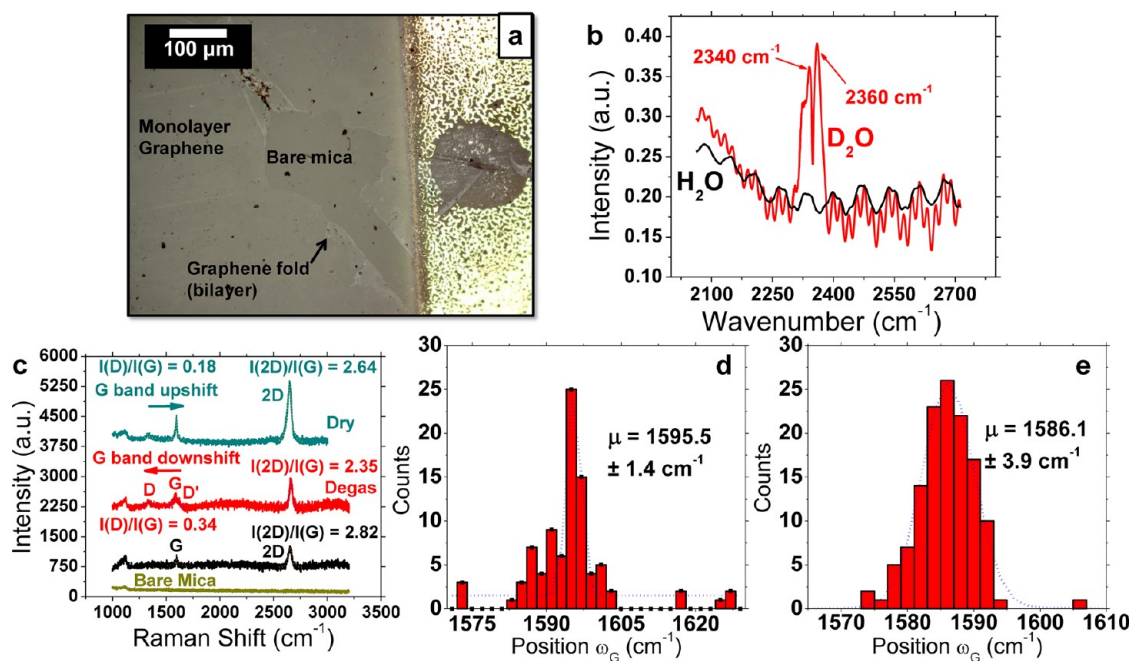 100 μm
a
Monolayer
Graphene
Bare mica
Graphene fold
(bilayer)
b
0.40
0.35
0.30
0.25
0.20
0.15
0.10
Intensity (a.u.)
2340 cm-1
2360 cm-1
D2O
H2O
2100 2250 2400 2550 2700
Wavenumber (cm-1)
c
6000
5250
4500
3750
3000
2250
1500
750
0
Intensity (a.u.)
I(D)/I(G) = 0.18 I(2D)/I(G) = 2.64
G band upshift 2D
Dry
G band downshift I(2D)/I(G) = 2.35
D G D' Degas
I(D)/I(G) = 0.34 I(2D)/I(G) = 2.82
G 2D
Bare Mica
1000 1500 2000 2500 3000 3500
Raman Shift (cm-1)
d
30
25
20
15
10
5
0
Counts
μ = 1595.5
± 1.4 cm-1
1575 1590 1605 1620
Position ωG (cm-1)
e
30
25
20
15
10
5
0
Counts
μ = 1586.1
± 3.9 cm-1
1570 1580 1590 1600 1610
Position ωG (cm-1)